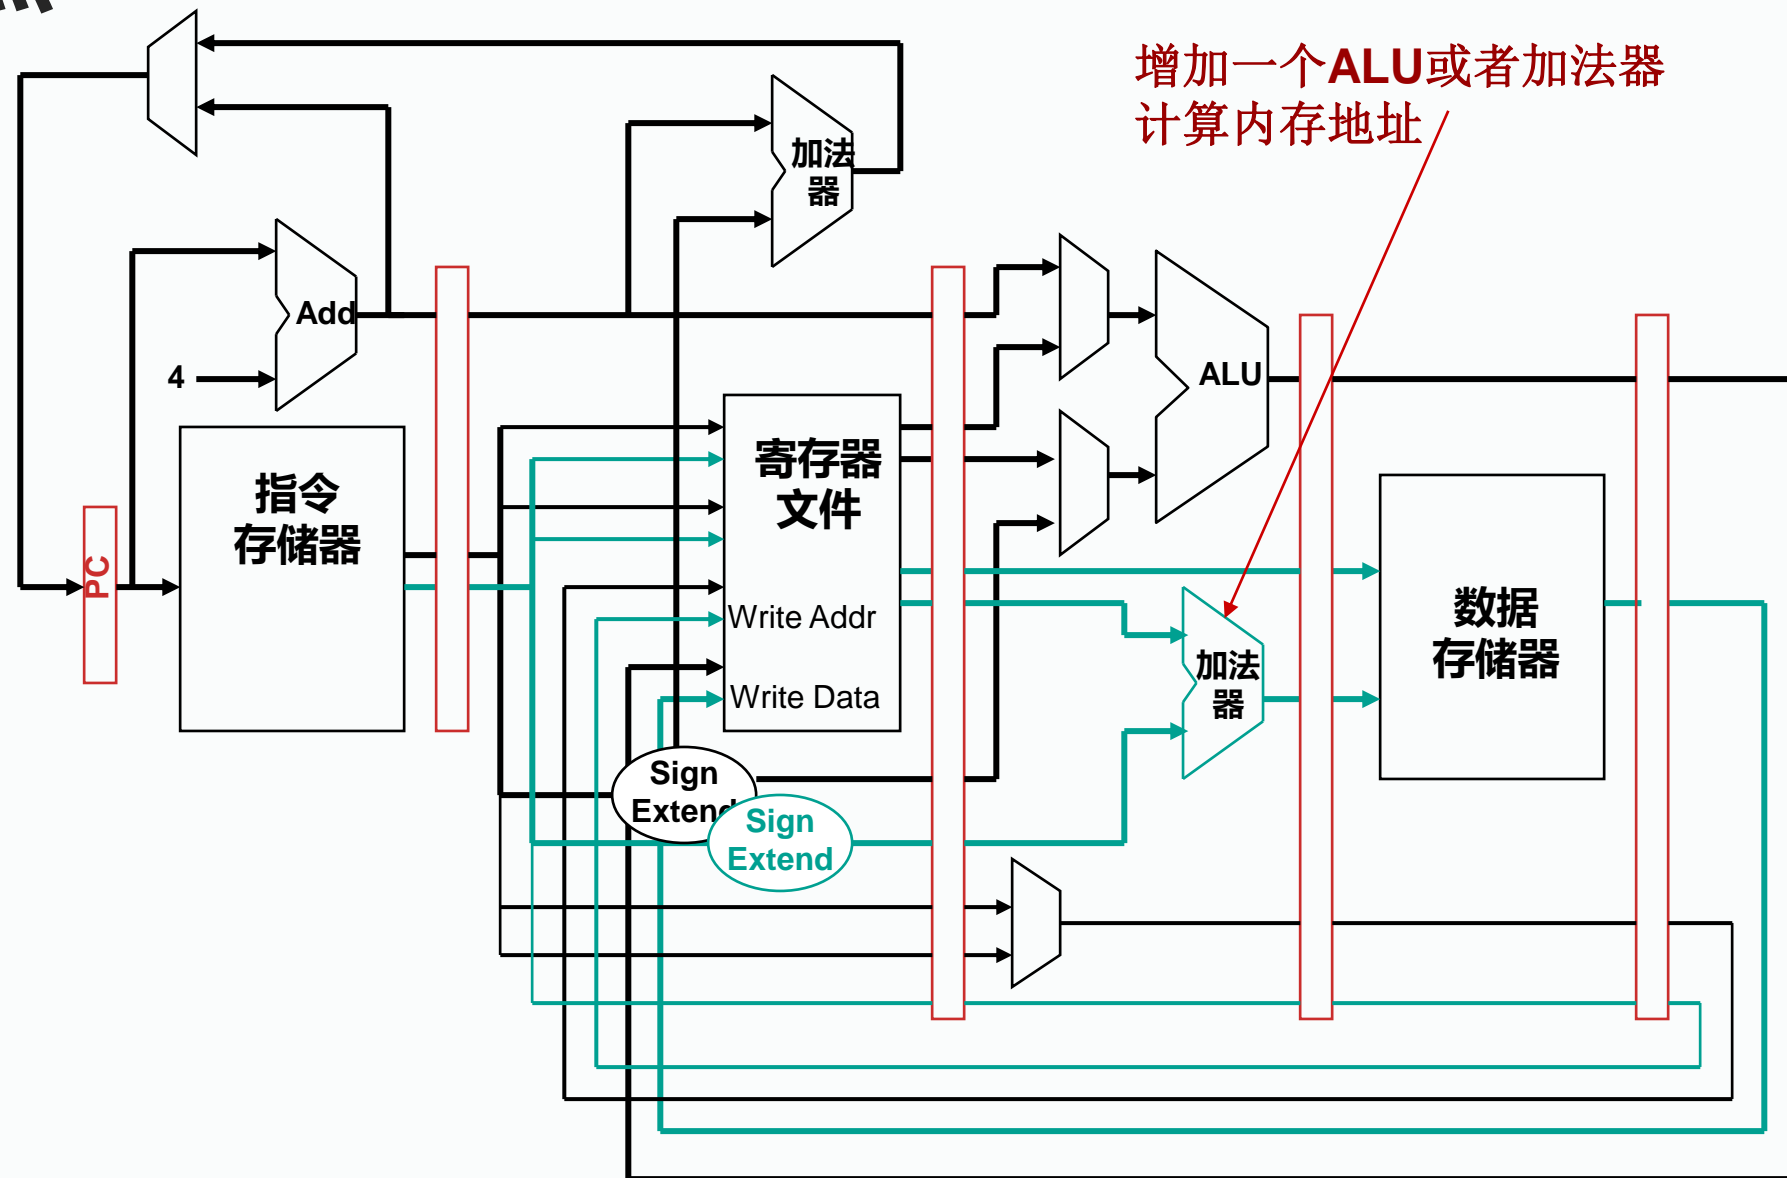 增加一个ALU或者加法器
计算内存地址
加法
器
Add
4
ALU
指令
存储器
寄存器
文件
PC
Write Addr
Write Data
加法
器
数据
存储器
Sign
Extend
Sign
Extend